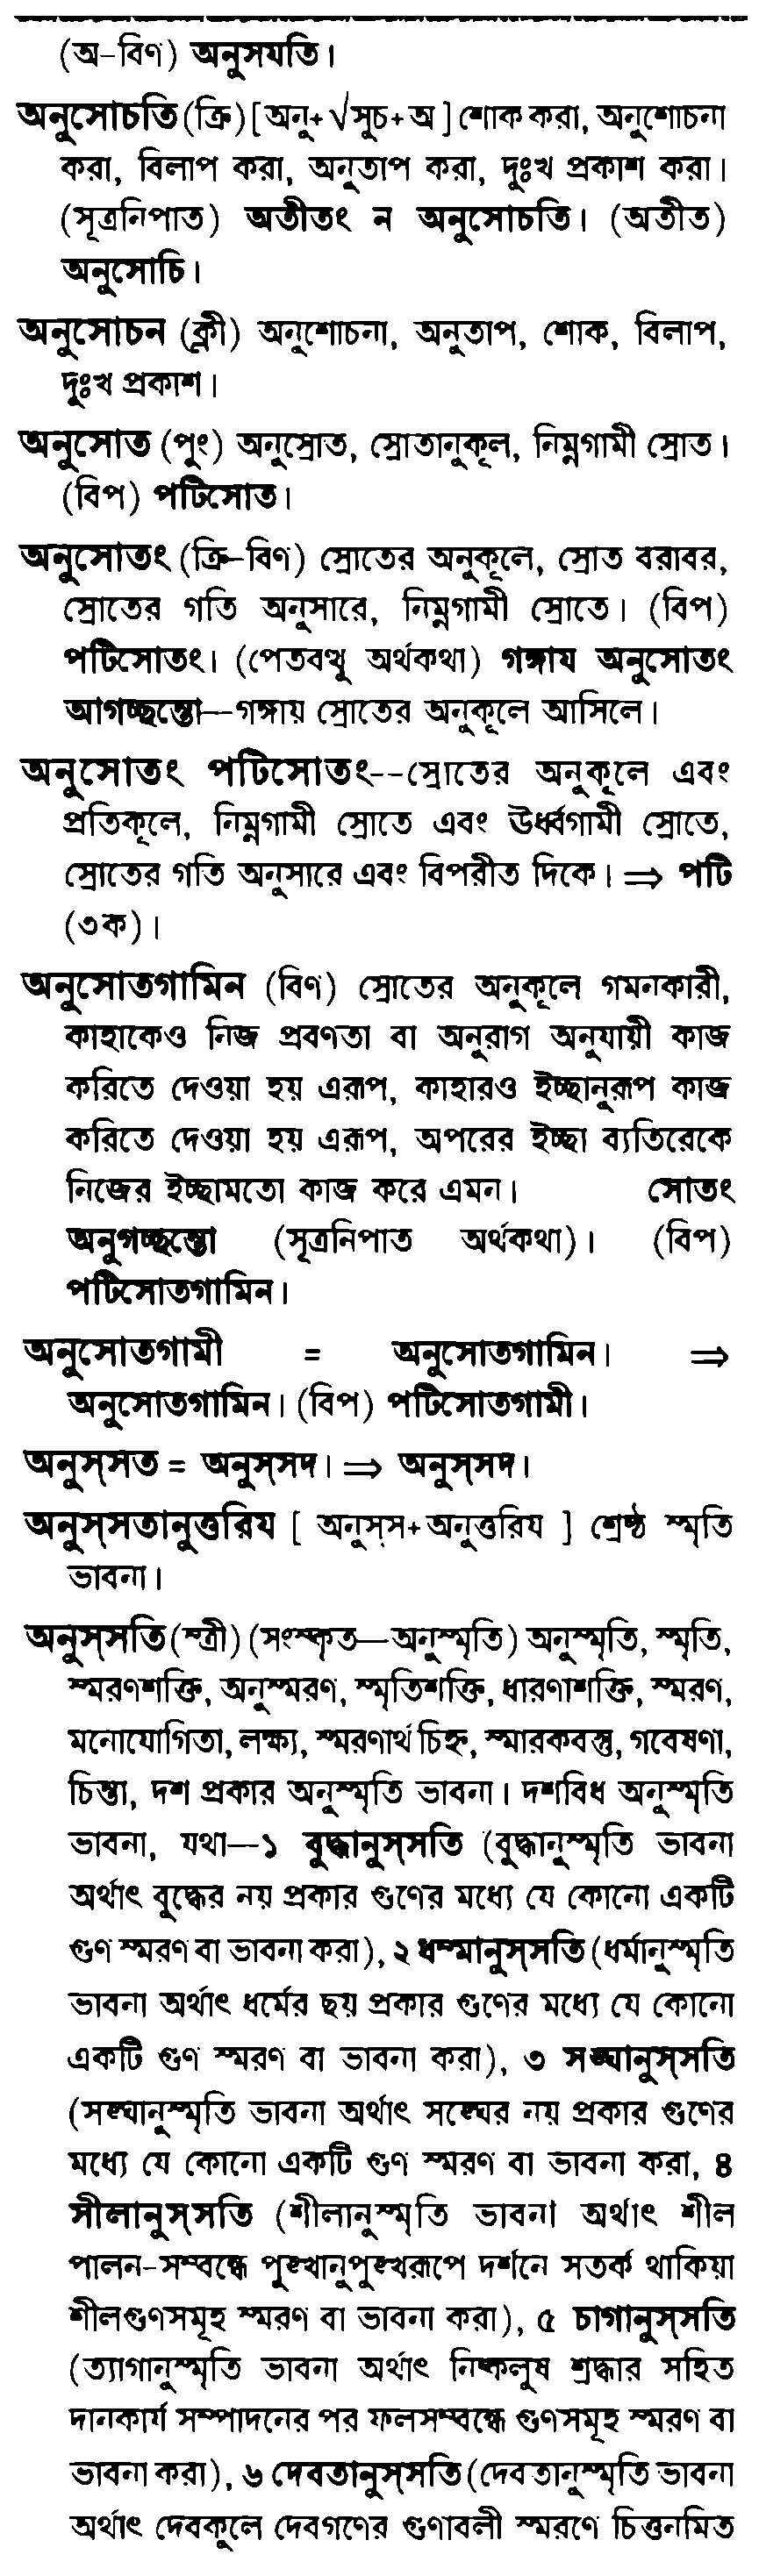 (অ-বিণ) অনুসযতি।
অনুসোচতি (ক্রি) [ অনু+ √সুচ+ অ ] শোক করা, অনুশোচনা
করা, বিলাপ করা, অনুতাপ করা, দুঃখ প্রকাশ করা।
(সূত্রনিপাত) অতীতং ন অনুসোচতি। (অতীত)
অনুসোচি।
অনুসোচন (ক্লী) অনুশোচনা, অনুতাপ, শোক, বিলাপ,
দুঃখ প্রকাশ।
অনুসোত (পুং) অনুস্রোত, স্রোতানুকূল, নিম্নগামী স্রোত।
(বিপ) পটিসোত।
অনুসোতং (ক্রি-বিণ) স্রোতের অনুকূলে, স্রোত বরাবর,
স্রোতের গতি অনুসারে, নিম্নগামী স্রোতে। (বিপ)
পটিসোতং। (পেতবত্থু অর্থকথা) গঙ্গায অনুসোতং
আগচ্ছন্তো—গঙ্গায় স্রোতের অনুকূলে আসিলে।
অনুসোতং পটিসোতং--স্রোতের অনুকূলে এবং
প্রতিকূলে, নিম্নগামী স্রোতে এবং ঊর্ধ্বগামী স্রোতে,
স্রোতের গতি অনুসারে এবং বিপরীত দিকে। ⇒ পটি
(৩ক)।
অনুসোতগামিন (বিণ) স্রোতের অনুকূলে গমনকারী,
কাহাকেও নিজ প্রবণতা বা অনুরাগ অনুযায়ী কাজ
করিতে দেওয়া হয় এরূপ, কাহারও ইচ্ছানুরূপ কাজ
করিতে দেওয়া হয় এরূপ, অপরের ইচ্ছা ব্যতিরেকে
নিজের ইচ্ছামতো কাজ করে এমন। সোতং
অনুগচ্ছন্তো (সূত্রনিপাত অর্থকথা)। (বিপ)
পটিসোতগামিন।
অনুসোতগামী = অনুসোতগামিন। ⇒
অনুসোতগামিন। (বিপ) পটিসোতগামী।
অনুস্সত = অনুস্সদ। ⇒ অনুস্সদ।
অনুস্সতানুত্তরিয [ অনুস্স+ অনুত্তরিয ] শ্রেষ্ঠ স্মৃতি
ভাবনা।
অনুস্সতি (স্ত্রী) (সংস্কৃত—অনুস্মৃতি) অনুস্মৃতি, স্মৃতি,
স্মরণশক্তি, অনুস্মরণ, স্মৃতিশক্তি, ধারণাশক্তি, স্মরণ,
মনোযোগিতা, লক্ষ্য, স্মরণার্থ চিহ্ন, স্মারকবস্তু, গবেষণা,
চিন্তা, দশ প্রকার অনুস্মৃতি ভাবনা। দশবিধ অনুস্মৃতি
ভাবনা, যথা—১ বুদ্ধানুস্সতি (বুদ্ধানুস্মৃতি ভাবনা
অর্থাৎ বুদ্ধের নয় প্রকার গুণের মধ্যে যে কোনো একটি
গুণ স্মরণ বা ভাবনা করা), ২ ধম্মানুস্সতি (ধর্মানুস্মৃতি
ভাবনা অর্থাৎ ধর্মের ছয় প্রকার গুণের মধ্যে যে কোনো
একটি গুণ স্মরণ বা ভাবনা করা), ৩ সঙ্ঘানুস্সতি
(সঙ্ঘানুস্মৃতি ভাবনা অর্থাৎ সঙ্ঘের নয় প্রকার গুণের
মধ্যে যে কোনো একটি গুণ স্মরণ বা ভাবনা করা, ৪
সীলানুস্সতি (শীলানুস্মৃতি ভাবনা অর্থাৎ শীল
পালন-সম্বন্ধে পুঙ্খানুপুঙ্খরূপে দর্শনে সতর্ক থাকিয়া
শীলগুণসমূহ স্মরণ বা ভাবনা করা), ৫ চাগানুস্সতি
(ত্যাগানুস্মৃতি ভাবনা অর্থাৎ নিষ্কলুষ শ্রদ্ধার সহিত
দানকার্য সম্পাদনের পর ফলসম্বন্ধে গুণসমূহ স্মরণ বা
ভাবনা করা), ৬ দেবতানুস্সতি (দেবতানুস্মৃতি ভাবনা
অর্থাৎ দেবকুলে দেবগণের গুণাবলী স্মরণে চিত্তনমিত